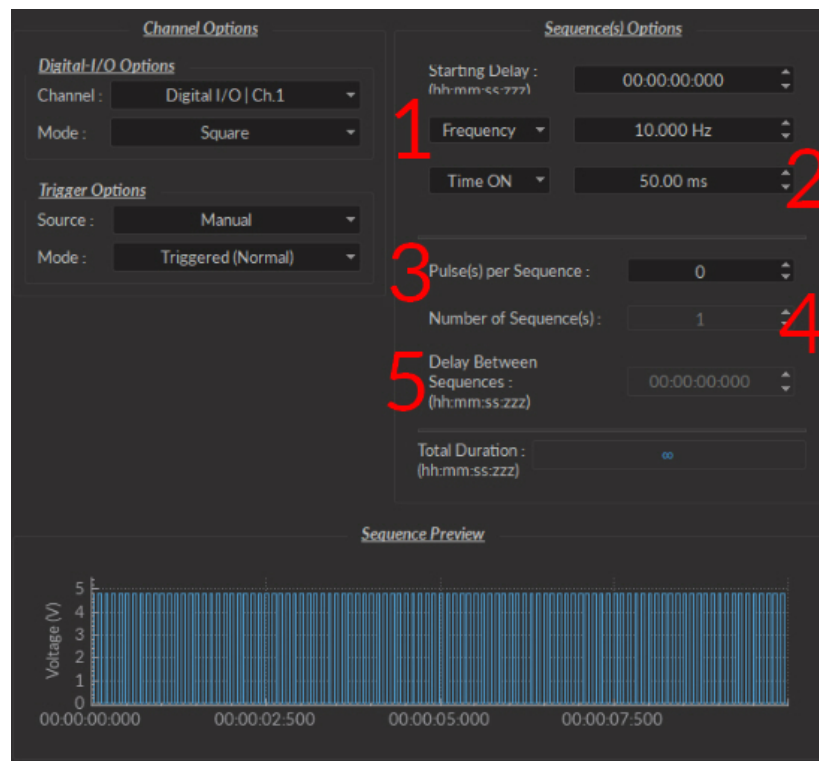 Channel Options
Digital-I/O Options
Channel : Digital I/O | Ch.1
Mode : Square
Trigger Options
Source : Manual
Mode : Triggered (Normal)
Sequence(s) Options
Starting Delay : 00:00:00:000
(hh:mm:ss:zzz)
1 Frequency 10.000 Hz
Time ON 50.00 ms 2
3 Pulse(s) per Sequence : 0
Number of Sequence(s) : 1 4
5 Delay Between
Sequences : 00:00:00:000
(hh:mm:ss:zzz)
Total Duration : ∞
(hh:mm:ss:zzz)
Sequence Preview
Voltage (V)
5
4
3
2
1
0
00:00:00:000 00:00:02:500 00:00:05:000 00:00:07:500